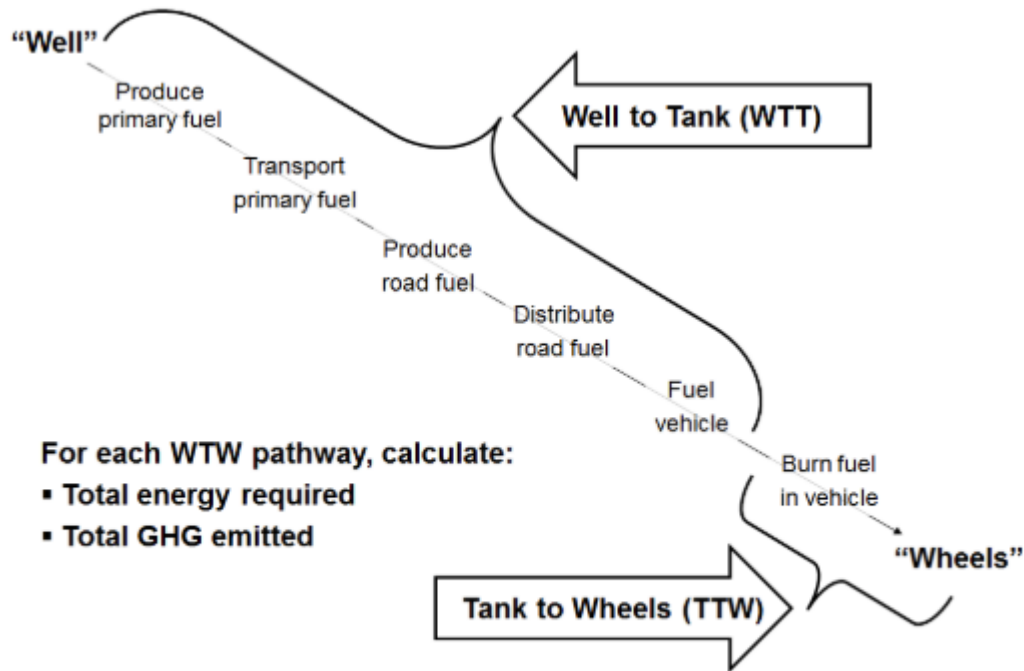 “Well”
Produce
primary fuel
Transport
primary fuel
Produce
road fuel
Distribute
road fuel
Fuel
vehicle
Burn fuel
in vehicle
“Wheels”
Well to Tank (WTT)
For each WTW pathway, calculate:
▪ Total energy required
▪ Total GHG emitted
Tank to Wheels (TTW)